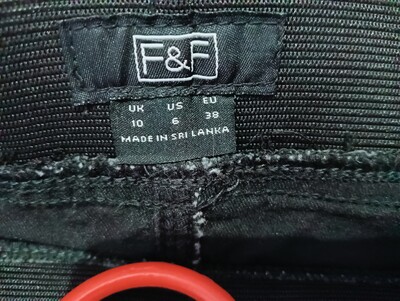 F&F
UK US EU
10 6 38
MADE IN SRI LANKA